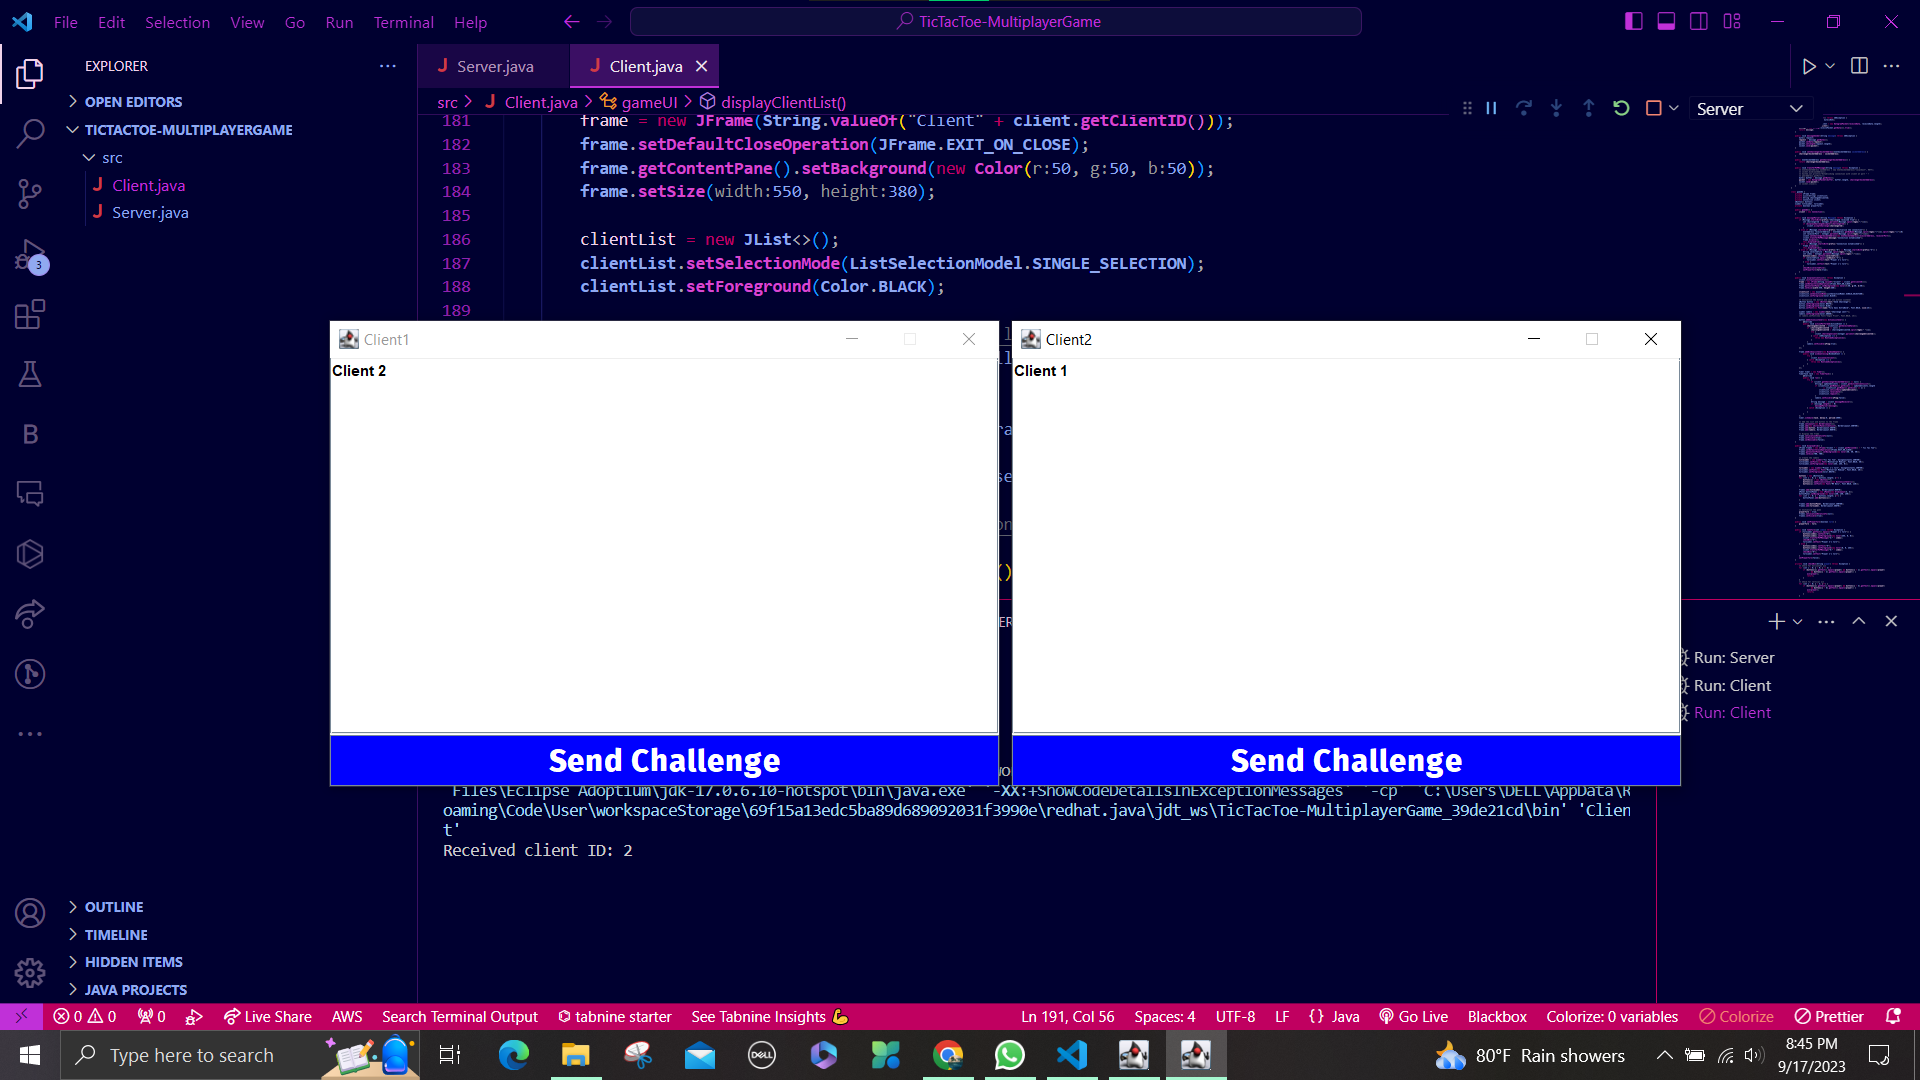 File Edit Selection View Go Run Terminal Help
TicTacToe-MultiplayerGame
EXPLORER
OPEN EDITORS
TICTACTOE-MULTIPLAYERGAME
src
Client.java
Server.java
3
Server.java
Client.java
src > Client.java > gameUI > displayClientList()
Server
181 frame = new JFrame(String.valueOf("Client" + client.getClientID()));
182 frame.setDefaultCloseOperation(JFrame.EXIT_ON_CLOSE);
183 frame.getContentPane().setBackground(new Color(r:50, g:50, b:50));
184 frame.setSize(width:550, height:380);
185
186 clientList = new JList<>();
187 clientList.setSelectionMode(ListSelectionModel.SINGLE_SELECTION);
188 clientList.setForeground(Color.BLACK);
189
Client1
Client 2
Send Challenge
Client2
Client 1
Send Challenge
Run: Server
Run: Client
Run: Client
Files\Eclipse Adoptium\jdk-17.0.6.10-hotspot\bin\java.exe' '-XX:+ShowCodeDetailsInExceptionMessages' '-cp' 'C:\Users\DELL\AppData\R
oaming\Code\User\workspaceStorage\69f15a13edc5ba89d689092031f3990e\redhat.java\jdt_ws\TicTacToe-MultiplayerGame_39de21cd\bin' 'Clien
t'
Received client ID: 2
OUTLINE
TIMELINE
HIDDEN ITEMS
JAVA PROJECTS
0 0 0 Live Share AWS Search Terminal Output tabnine starter See Tabnine Insights Ln 191, Col 56 Spaces: 4 UTF-8 LF {} Java Go Live Blackbox Colorize: 0 variables Colorize Prettier
Type here to search
DELL
80°F Rain showers
8:45 PM
9/17/2023